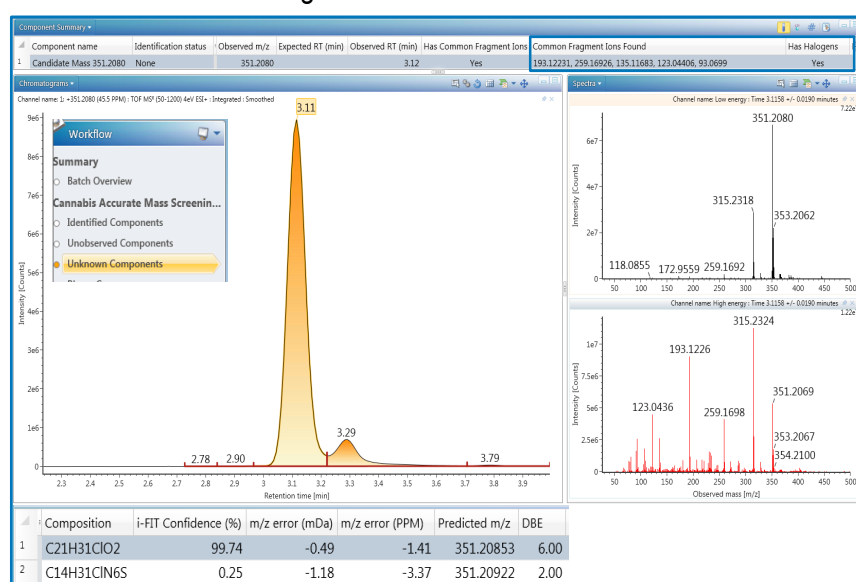 Component Summary
Component name Identification status Observed m/z Expected RT (min) Observed RT (min) Has Common Fragment Ions Common Fragment Ions Found Has Halogens
1 Candidate Mass 351.2080 None 351.2080 3.12 Yes 193.12231, 259.16926, 135.11683, 123.04406, 93.0699 Yes
Chromatograms
Channel name: 1: +351.2080 (45.5 PPM) : TOF MSᴱ (50-1200) 4eV ESI+ : Integrated : Smoothed
3.11
9e6
8e6
7e6
6e6
5e6
4e6
3e6
2e6
1e6
0
Intensity [Counts]
Workflow
Summary
Batch Overview
Cannabis Accurate Mass Screenin...
Identified Components
Unobserved Components
Unknown Components
2.78 2.90 3.29 3.79
2.3 2.4 2.5 2.6 2.7 2.8 2.9 3 3.1 3.2 3.3 3.4 3.5 3.6 3.7 3.8 3.9
Retention time [min]
Spectra
Channel name: Low energy : Time 3.1158 +/- 0.0190 minutes
7.22e
351.2080
6e7
4e7
2e7
0
Intensity [Counts]
315.2318
353.2062
118.0855 172.9559 259.1692
50 100 150 200 250 300 350 400 450 500
Channel name: High energy : Time 3.1158 +/- 0.0190 minutes
1.22e
315.2324
1e7
7.5e6
5e6
2.5e6
0
Intensity [Counts]
193.1226
351.2069
123.0436 259.1698
353.2067
354.2100
50 100 150 200 250 300 350 400 450 500
Observed mass [m/z]
Composition i-FIT Confidence (%) m/z error (mDa) m/z error (PPM) Predicted m/z DBE
1 C21H31ClO2 99.74 -0.49 -1.41 351.20853 6.00
2 C14H31ClN6S 0.25 -1.18 -3.37 351.20922 2.00